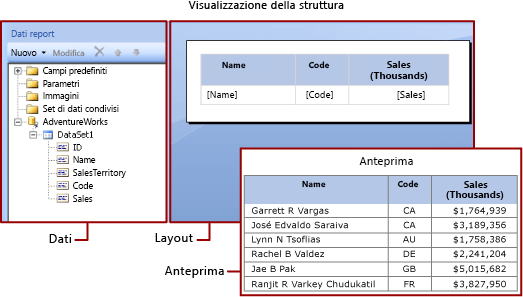 Visualizzazione della struttura
Dati report
Nuovo Modifica
Campi predefiniti
Parametri
Immagini
Set di dati condivisi
AdventureWorks
DataSet1
ID
Name
SalesTerritory
Code
Sales
Name Code Sales (Thousands)
[Name] [Code] [Sales]
Dati
Layout
Anteprima
Anteprima
Name Code Sales (Thousands)
Garrett R Vargas CA $1,764,939
José Edvaldo Saraiva CA $3,189,356
Lynn N Tsoflias AU $1,758,386
Rachel B Valdez DE $2,241,204
Jae B Pak GB $5,015,682
Ranjit R Varkey Chudukatil FR $3,827,950